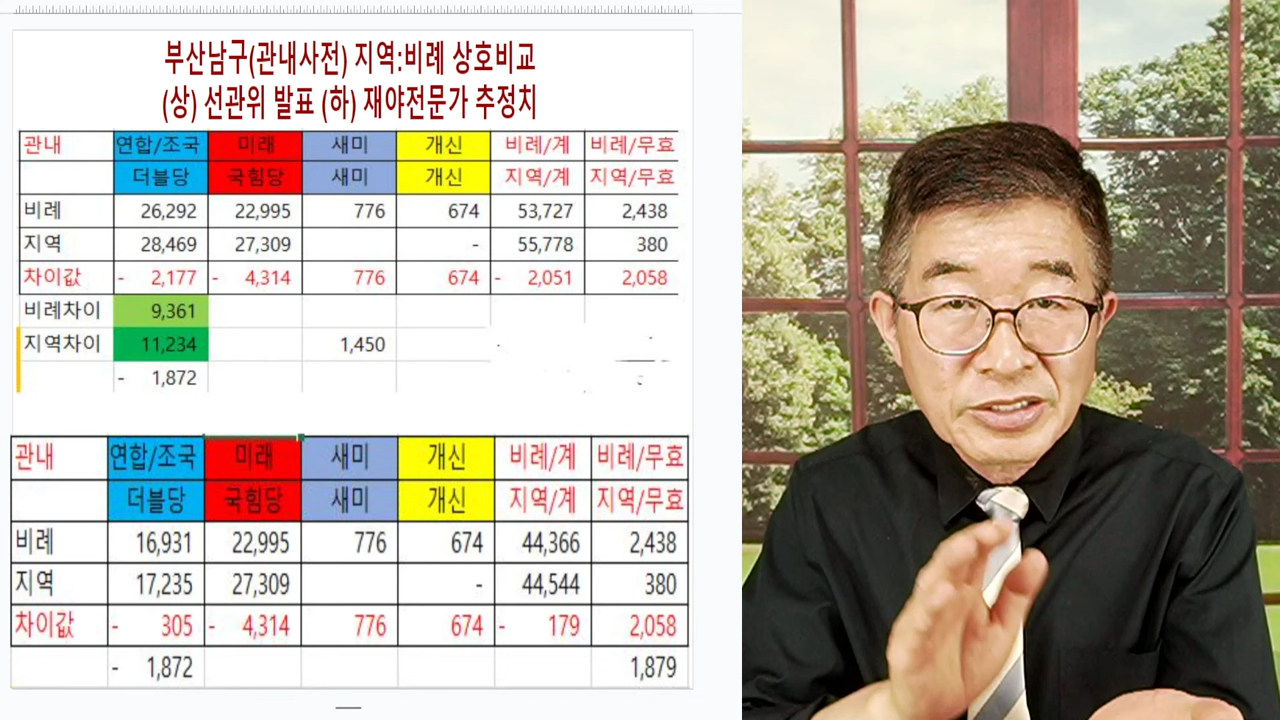 부산남구(관내사전) 지역:비례 상호비교
(상) 선관위 발표 (하) 재야전문가 추정치
관내 연합/조국 미래 새미 개신 비례/계 비례/무효
더블당 국힘당 새미 개신 지역/계 지역/무효
비례 26,292 22,995 776 674 53,727 2,438
지역 28,469 27,309 - 55,778 380
차이값 - 2,177 - 4,314 776 674 - 2,051 2,058
비례차이 9,361
지역차이 11,234 1,450
- 1,872
관내 연합/조국 미래 새미 개신 비례/계 비례/무효
더블당 국힘당 새미 개신 지역/계 지역/무효
비례 16,931 22,995 776 674 44,366 2,438
지역 17,235 27,309 - 44,544 380
차이값 - 305 - 4,314 776 674 - 179 2,058
- 1,872 1,879